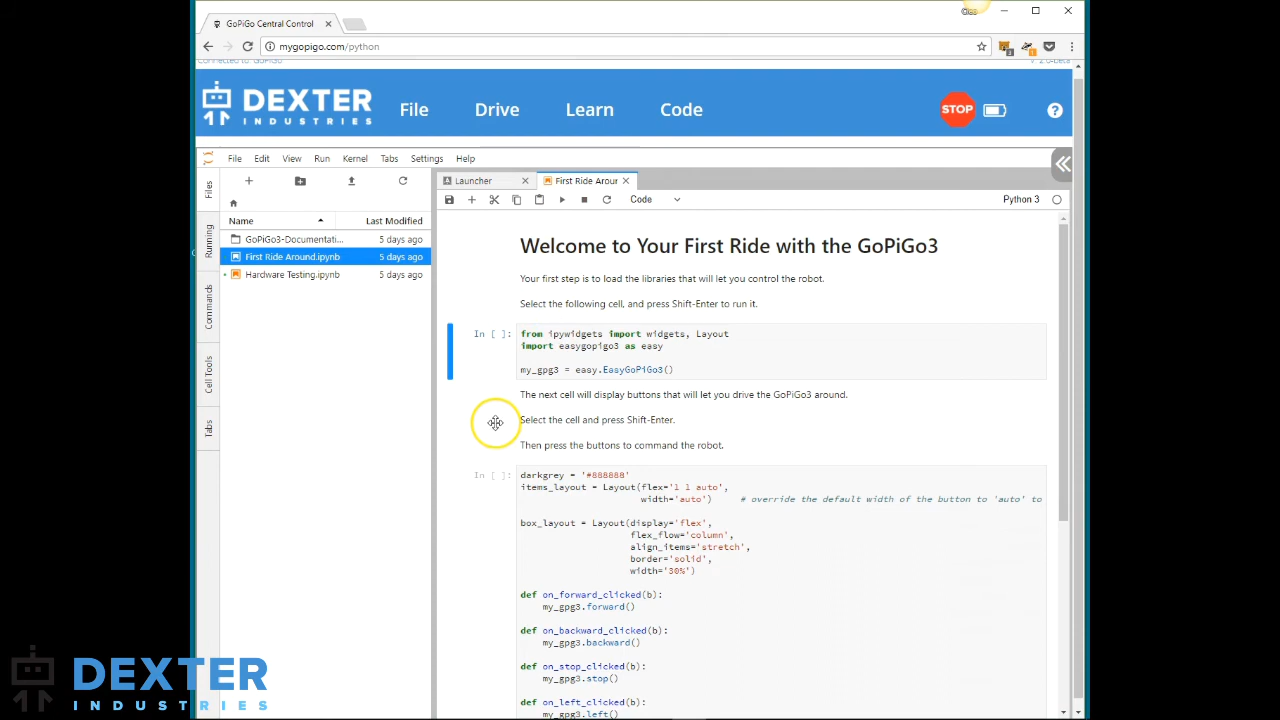 GoPiGo Central Control
Cleo
mygopigo.com/python
Connected to GoPiGo
v 2.0-beta
DEXTER
INDUSTRIES
File
Drive
Learn
Code
STOP
File Edit View Run Kernel Tabs Settings Help
Files
Running
Commands
Cell Tools
Tabs
Name
Last Modified
GoPiGo3-Documentati...
5 days ago
First Ride Around.ipynb
5 days ago
Hardware Testing.ipynb
5 days ago
Launcher
First Ride Arour
Code
Python 3
Welcome to Your First Ride with the GoPiGo3
Your first step is to load the libraries that will let you control the robot.
Select the following cell, and press Shift-Enter to run it.
In [ ]:
from ipywidgets import widgets, Layout
import easygopigo3 as easy
my_gpg3 = easy.EasyGoPiGo3()
The next cell will display buttons that will let you drive the GoPiGo3 around.
Select the cell and press Shift-Enter.
Then press the buttons to command the robot.
In [ ]:
darkgrey = '#888888'
items_layout = Layout(flex='1 1 auto',
width='auto') # override the default width of the button to 'auto' to
box_layout = Layout(display='flex',
flex_flow='column',
align_items='stretch',
border='solid',
width='30%')
def on_forward_clicked(b):
my_gpg3.forward()
def on_backward_clicked(b):
my_gpg3.backward()
def on_stop_clicked(b):
my_gpg3.stop()
def on_left_clicked(b):
my_gpg3.left()
DEXTER
INDUSTRIES